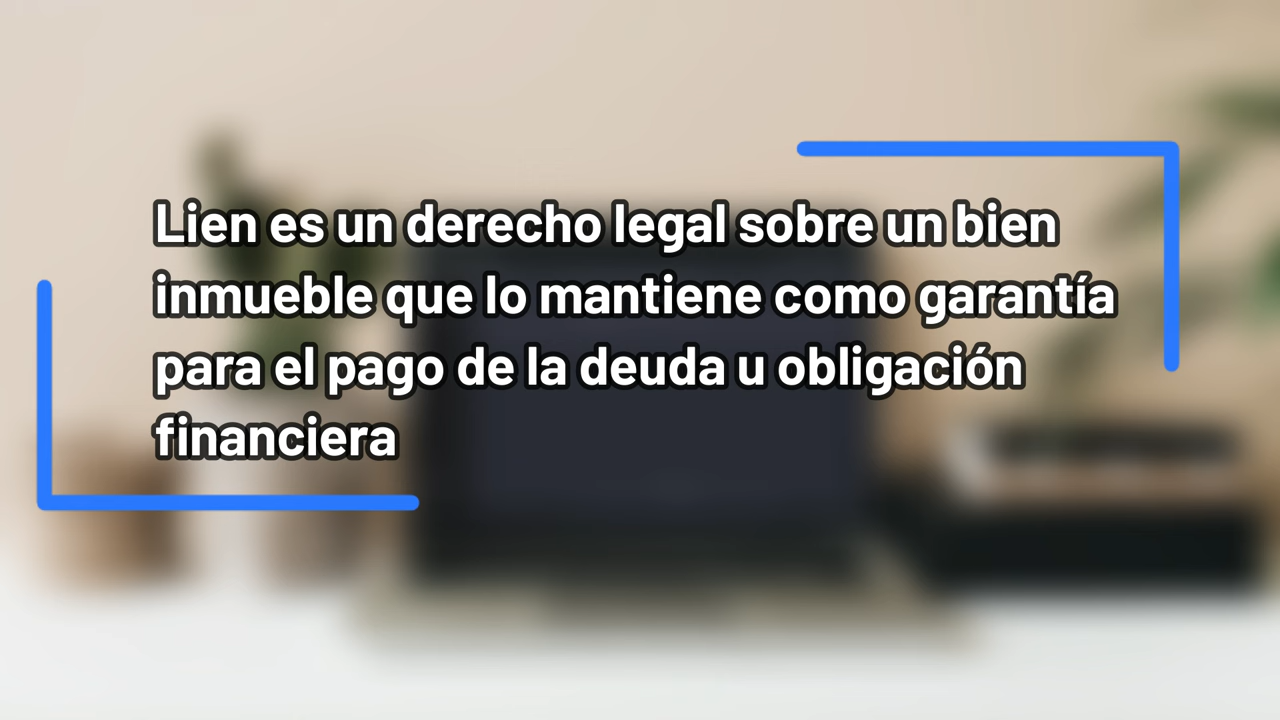 Lien es un derecho legal sobre un bien
inmueble que lo mantiene como garantía
para el pago de la deuda u obligación
financiera